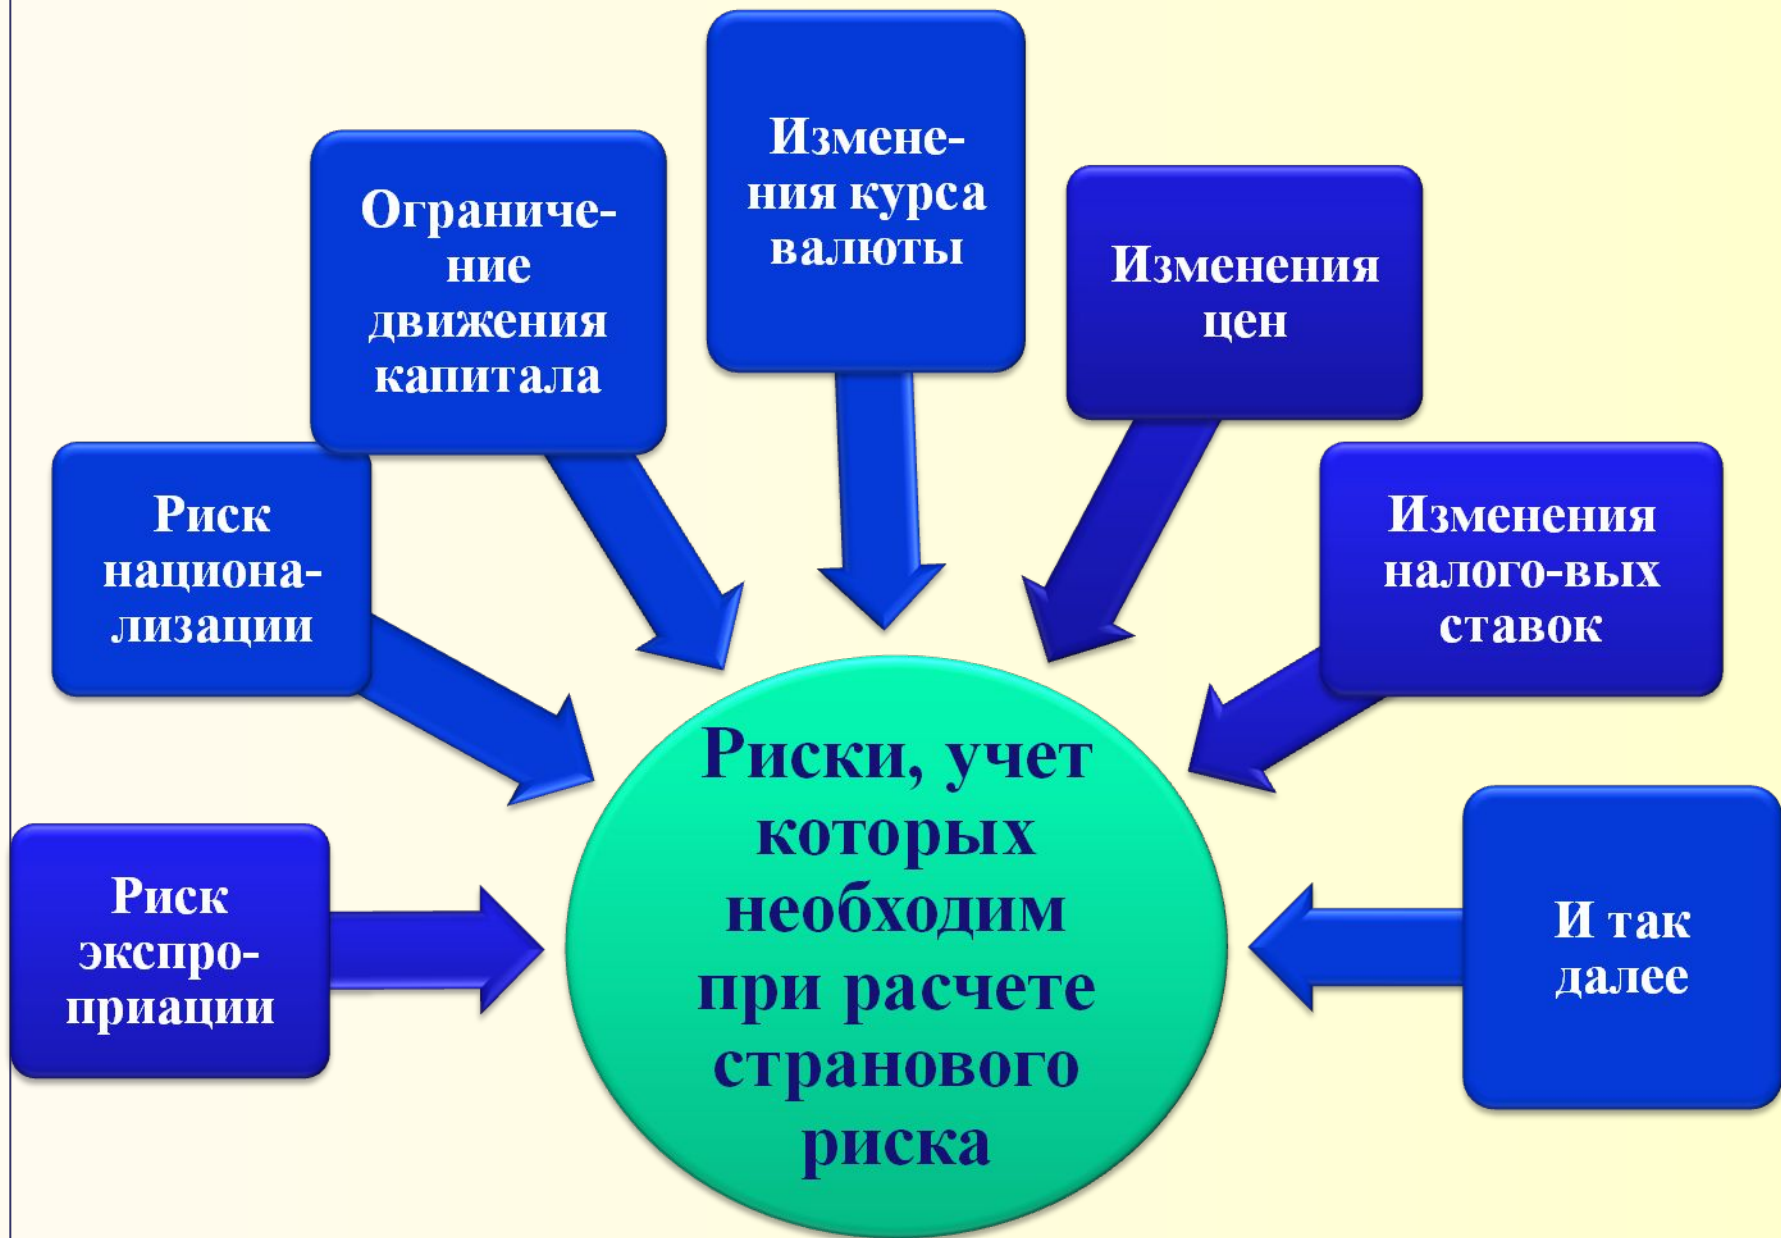 Риск
экспро-
приации
Риск
национа-
лизации
Ограниче-
ние
движения
капитала
Измене-
ния курса
валюты
Изменения
цен
Изменения
налого-вых
ставок
И так
далее
Риски, учет
которых
необходим
при расчете
странового
риска